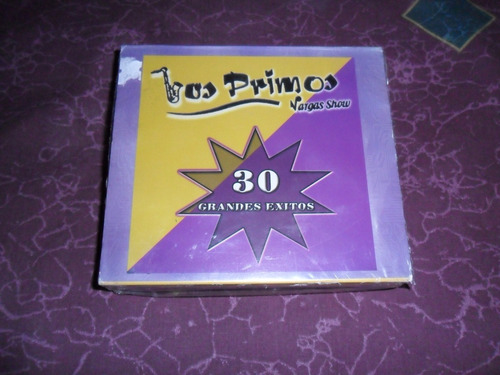 Los Primos
Vargas Show
30
GRANDES EXITOS